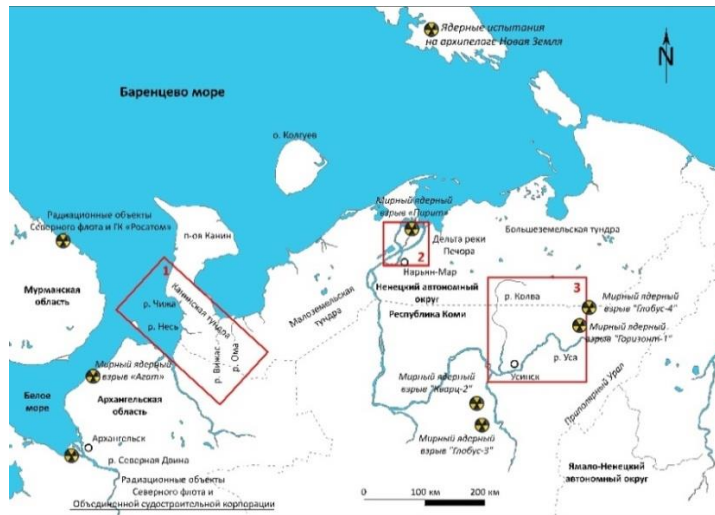 Ядерные испытания
на архипелаге Новая Земля
N
Баренцево море
о. Колгуев
Мирный ядерный
взрыв «Пирит»
Радиационные объекты
Северного флота и ГК «Росатом»
п-ов Канин
Большеземельская тундра
Дельта реки
Печора
2
Нарьян-Мар
1
Мурманская
область
Канинская тундра
р. Чижа
р. Несь
р. Вижас
р. Ома
Малоземельская
тундра
Ненецкий автономный
округ
Республика Коми
3
р. Колва
Мирный ядерный
взрыв "Глобус-4"
Мирный ядерный
взрыв "Горизонт-1"
р. Уса
Усинск
Мирный ядерный
взрыв «Агат»
Белое
море
Архангельская
область
Мирный ядерный
взрыв "Кварц-2"
Приполярный Урал
Архангельск
Мирный ядерный
взрыв "Глобус-3"
р. Северная Двина
Ямало-Ненецкий
автономный округ
Радиационные объекты
Северного флота и
Объединенной судостроительной корпорации
0 100 км 200 км